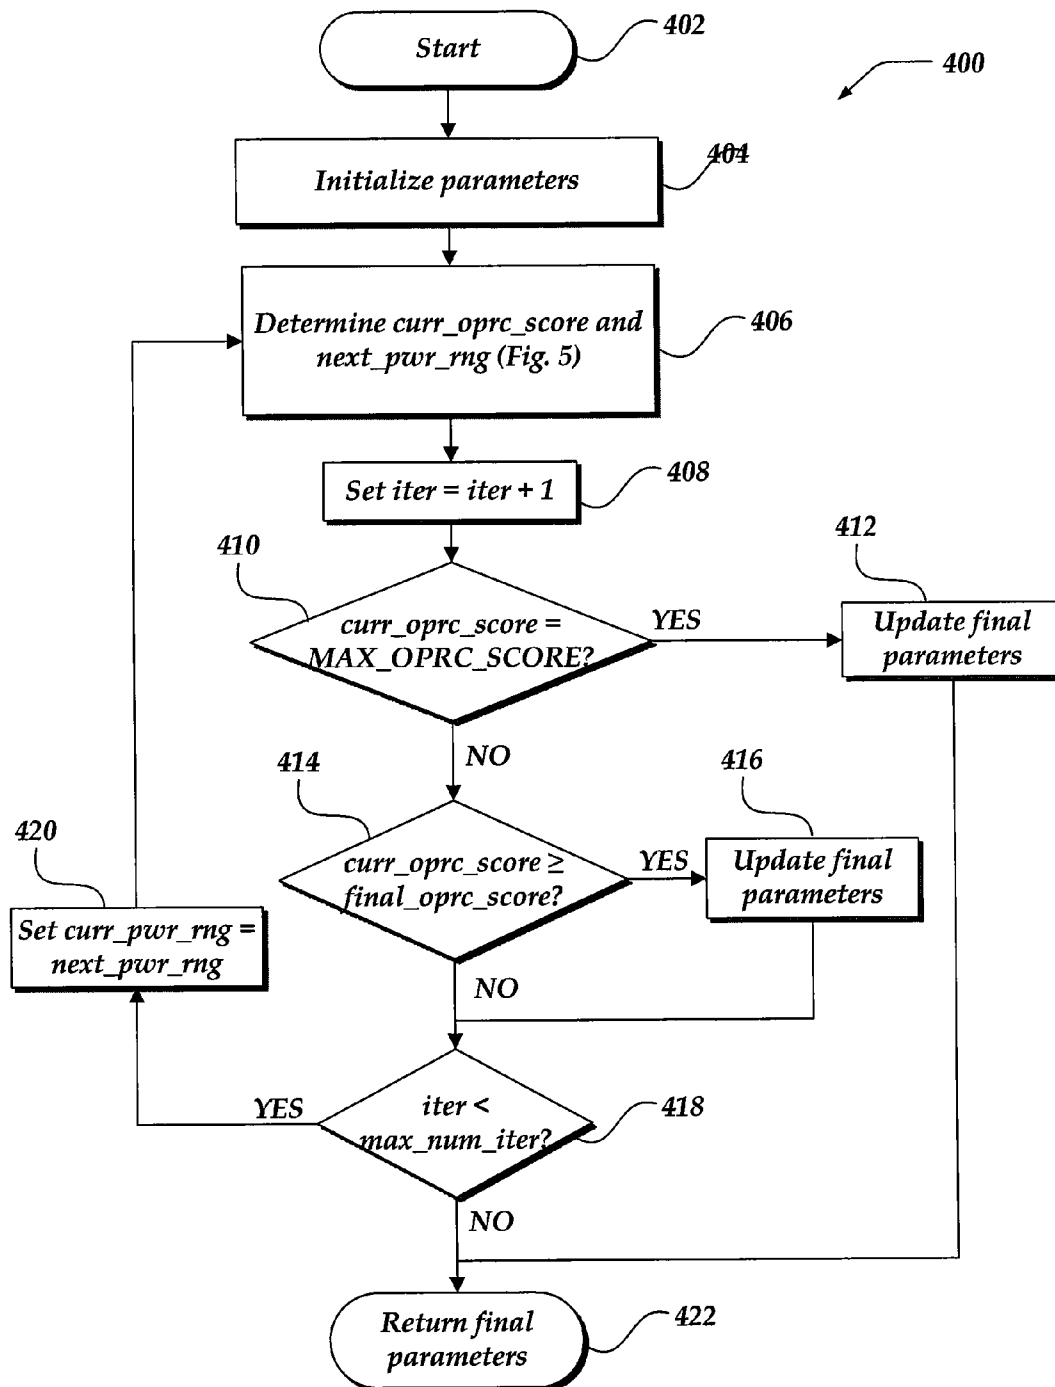 Start
402
400
Initialize parameters
404
Determine curr_oprc_score and
next_pwr_rng (Fig. 5)
406
Set iter = iter + 1
408
410
curr_oprc_score =
MAX_OPRC_SCORE?
YES
412
Update final
parameters
NO
414
curr_oprc_score ≥
final_oprc_score?
YES
416
Update final
parameters
420
Set curr_pwr_rng =
next_pwr_rng
NO
YES
iter <
max_num_iter?
418
NO
Return final
parameters
422